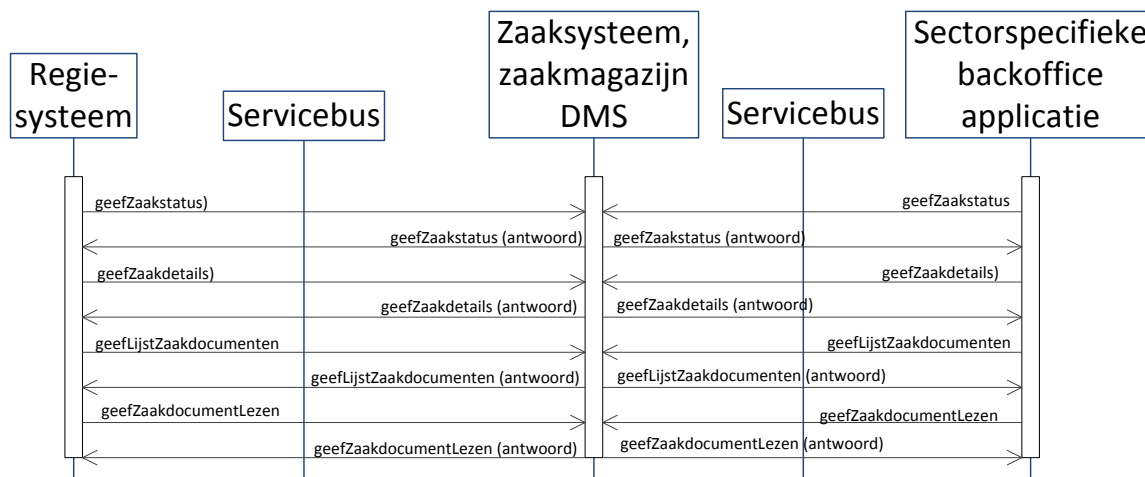 Regie-
systeem
Servicebus
Zaaksysteem,
zaakmagazijn
DMS
Servicebus
Sectorspecifieke
backoffice
applicatie
geefZaakstatus)
geefZaakstatus
geefZaakstatus (antwoord)
geefZaakstatus (antwoord)
geefZaakdetails)
geefZaakdetails)
geefZaakdetails (antwoord)
geefZaakdetails (antwoord)
geefLijstZaakdocumenten
geefLijstZaakdocumenten
geefLijstZaakdocumenten (antwoord)
geefLijstZaakdocumenten (antwoord)
geefZaakdocumentLezen
geefZaakdocumentLezen
geefZaakdocumentLezen (antwoord)
geefZaakdocumentLezen (antwoord)